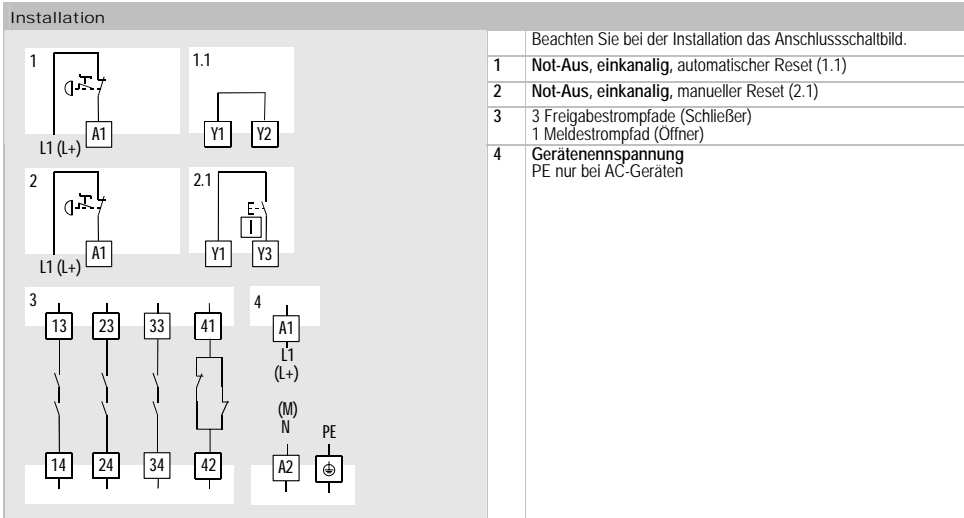 Installation
1
A1
L1 (L+)
1.1
Y1 Y2
2
A1
L1 (L+)
2.1
I
Y1 Y3
3
13 23 33 41
14 24 34 42
4
A1
L1
(L+)
(M)
N
PE
A2
Beachten Sie bei der Installation das Anschlussschaltbild.
1 Not-Aus, einkanalig, automatischer Reset (1.1)
2 Not-Aus, einkanalig, manueller Reset (2.1)
3 3 Freigabestrompfade (Schließer)
1 Meldestrompfad (Öffner)
4 Gerätenennspannung
PE nur bei AC-Geräten